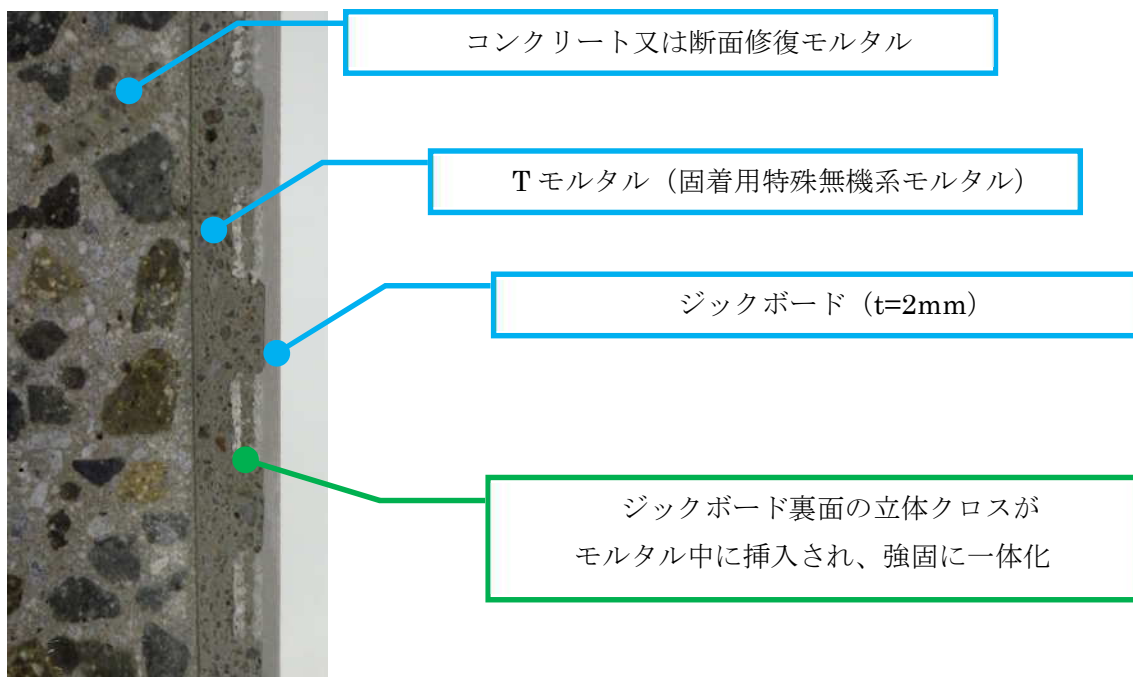 コンクリート又は断面修復モルタル
Tモルタル（固着用特殊無機系モルタル）
ジックボード（t=2mm）
ジックボード裏面の立体クロスが
モルタル中に挿入され、強固に一体化